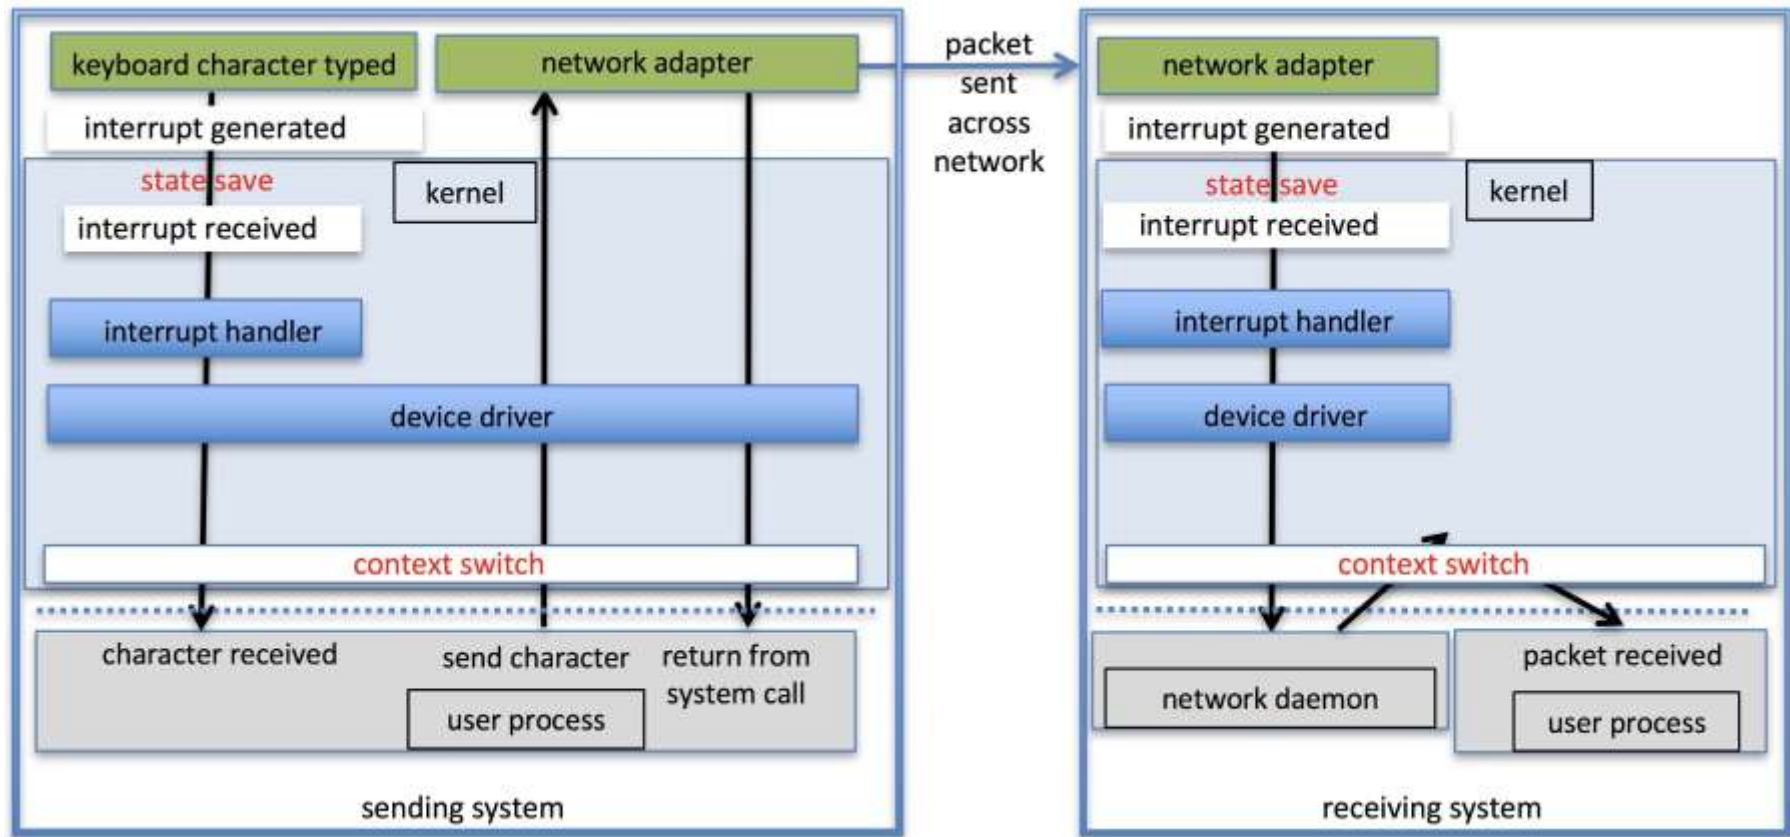 keyboard character typed
network adapter
interrupt generated
state save
kernel
interrupt received
interrupt handler
device driver
context switch
character received
send character
return from
system call
user process
sending system
packet
sent
across
network
network adapter
interrupt generated
state save
kernel
interrupt received
interrupt handler
device driver
context switch
network daemon
packet received
user process
receiving system